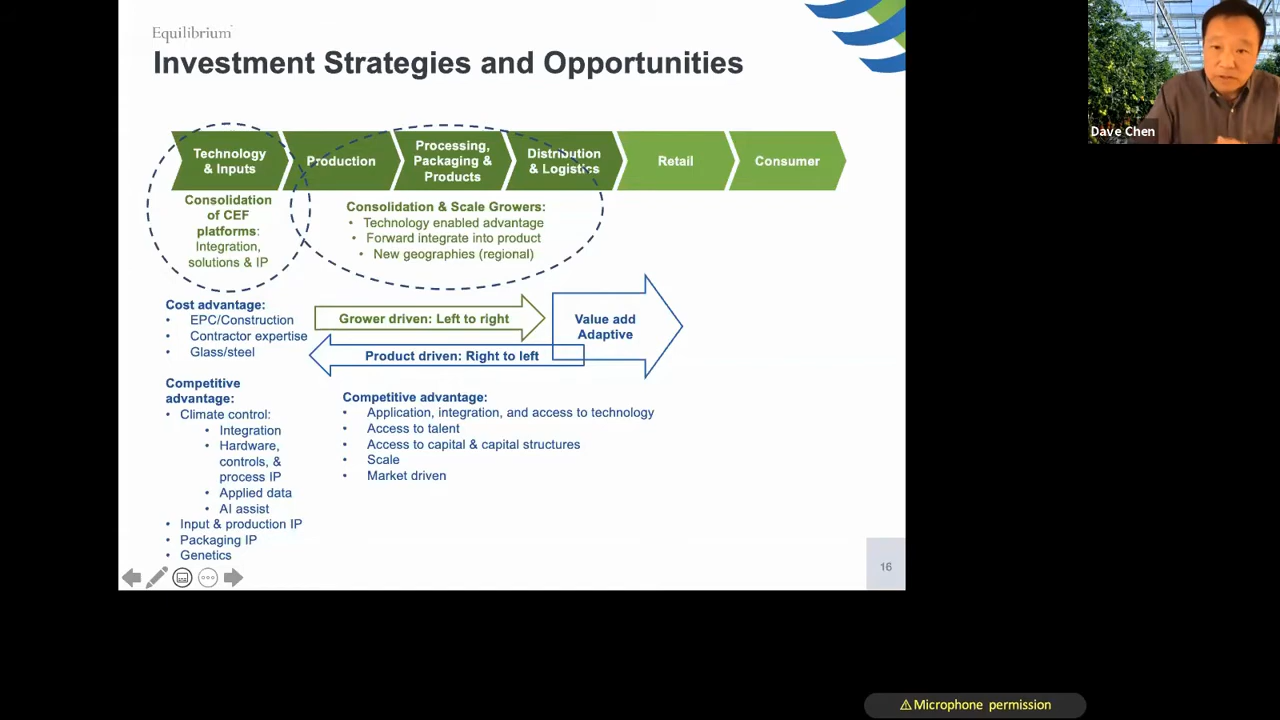 Equilibrium
Investment Strategies and Opportunities
Technology
& Inputs
Production
Processing,
Packaging &
Products
Distribution
& Logistics
Retail
Consumer
Consolidation
of CEF
platforms:
Integration,
solutions & IP
Consolidation & Scale Growers:
• Technology enabled advantage
• Forward integrate into product
• New geographies (regional)
Cost advantage:
• EPC/Construction
• Contractor expertise
• Glass/steel
Grower driven: Left to right
Product driven: Right to left
Value add
Adaptive
Competitive
advantage:
• Climate control:
• Integration
• Hardware,
controls, &
process IP
• Applied data
• AI assist
• Input & production IP
• Packaging IP
• Genetics
Competitive advantage:
• Application, integration, and access to technology
• Access to talent
• Access to capital & capital structures
• Scale
• Market driven
16
Dave Chen
⚠Microphone permission